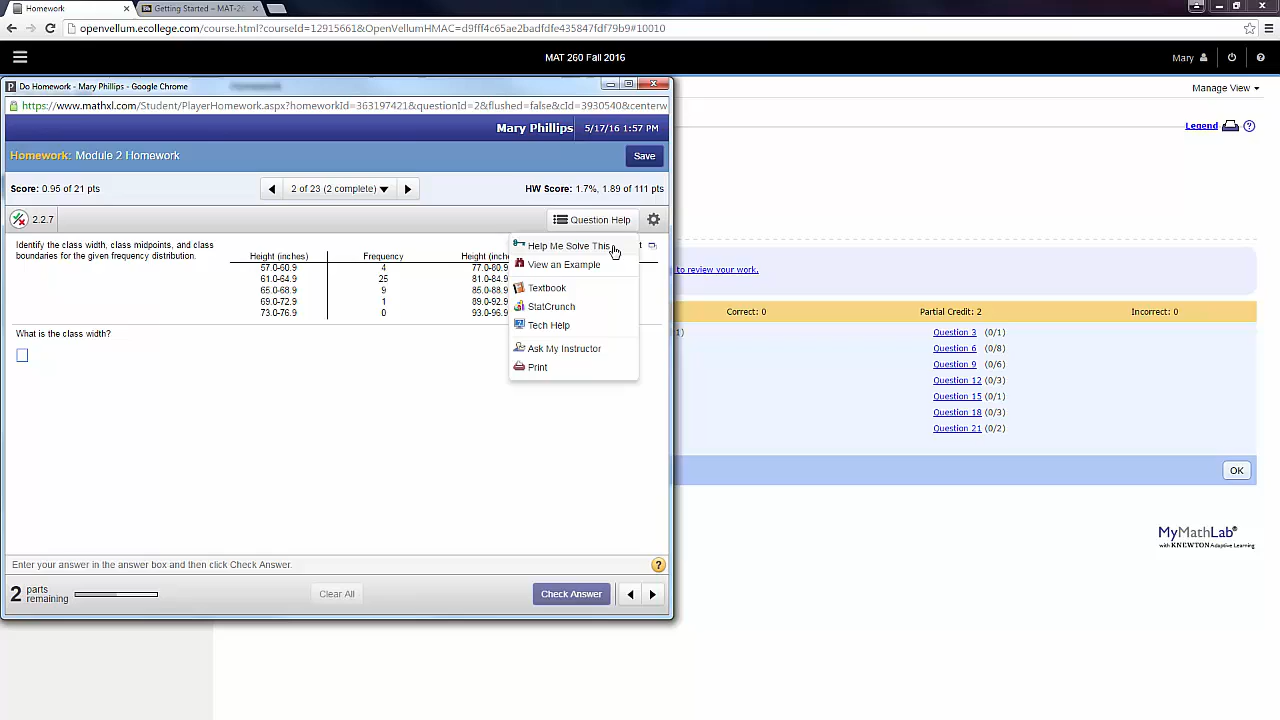 Homework
Getting Started – MAT-26
openvellum.ecollege.com/course.html?courseId=12915661&OpenVellumHMAC=d9fff4c65ae2badfdfe435847fdf79b9#10010
MAT 260 Fall 2016
Mary
Do Homework - Mary Phillips - Google Chrome
Homework
Manage View
https://www.mathxl.com/Student/PlayerHomework.aspx?homeworkId=363197421&questionId=2&flushed=false&cId=3930540&centerw
Legend
Mary Phillips
5/17/16 1:57 PM
Homework: Module 2 Homework
Save
Score: 0.95 of 21 pts
2 of 23 (2 complete)
HW Score: 1.7%, 1.89 of 111 pts
2.2.7
Question Help
Identify the class width, class midpoints, and class
boundaries for the given frequency distribution.
Height (inches) Frequency Height (inch
57.0-60.9 4 77.0-80.9
61.0-64.9 25 81.0-84.9
65.0-68.9 9 85.0-88.9
69.0-72.9 1 89.0-92.9
73.0-76.9 0 93.0-96.9
Help Me Solve This
View an Example
Textbook
StatCrunch
Tech Help
Ask My Instructor
Print
What is the class width?
to review your work.
Correct: 0
Partial Credit: 2
Incorrect: 0
1)
Question 3 (0/1)
Question 6 (0/8)
Question 9 (0/6)
Question 12 (0/3)
Question 15 (0/1)
Question 18 (0/3)
Question 21 (0/2)
OK
MyMathLab®
with KNEWTON Adaptive Learning
Enter your answer in the answer box and then click Check Answer.
2 parts
remaining
Clear All
Check Answer